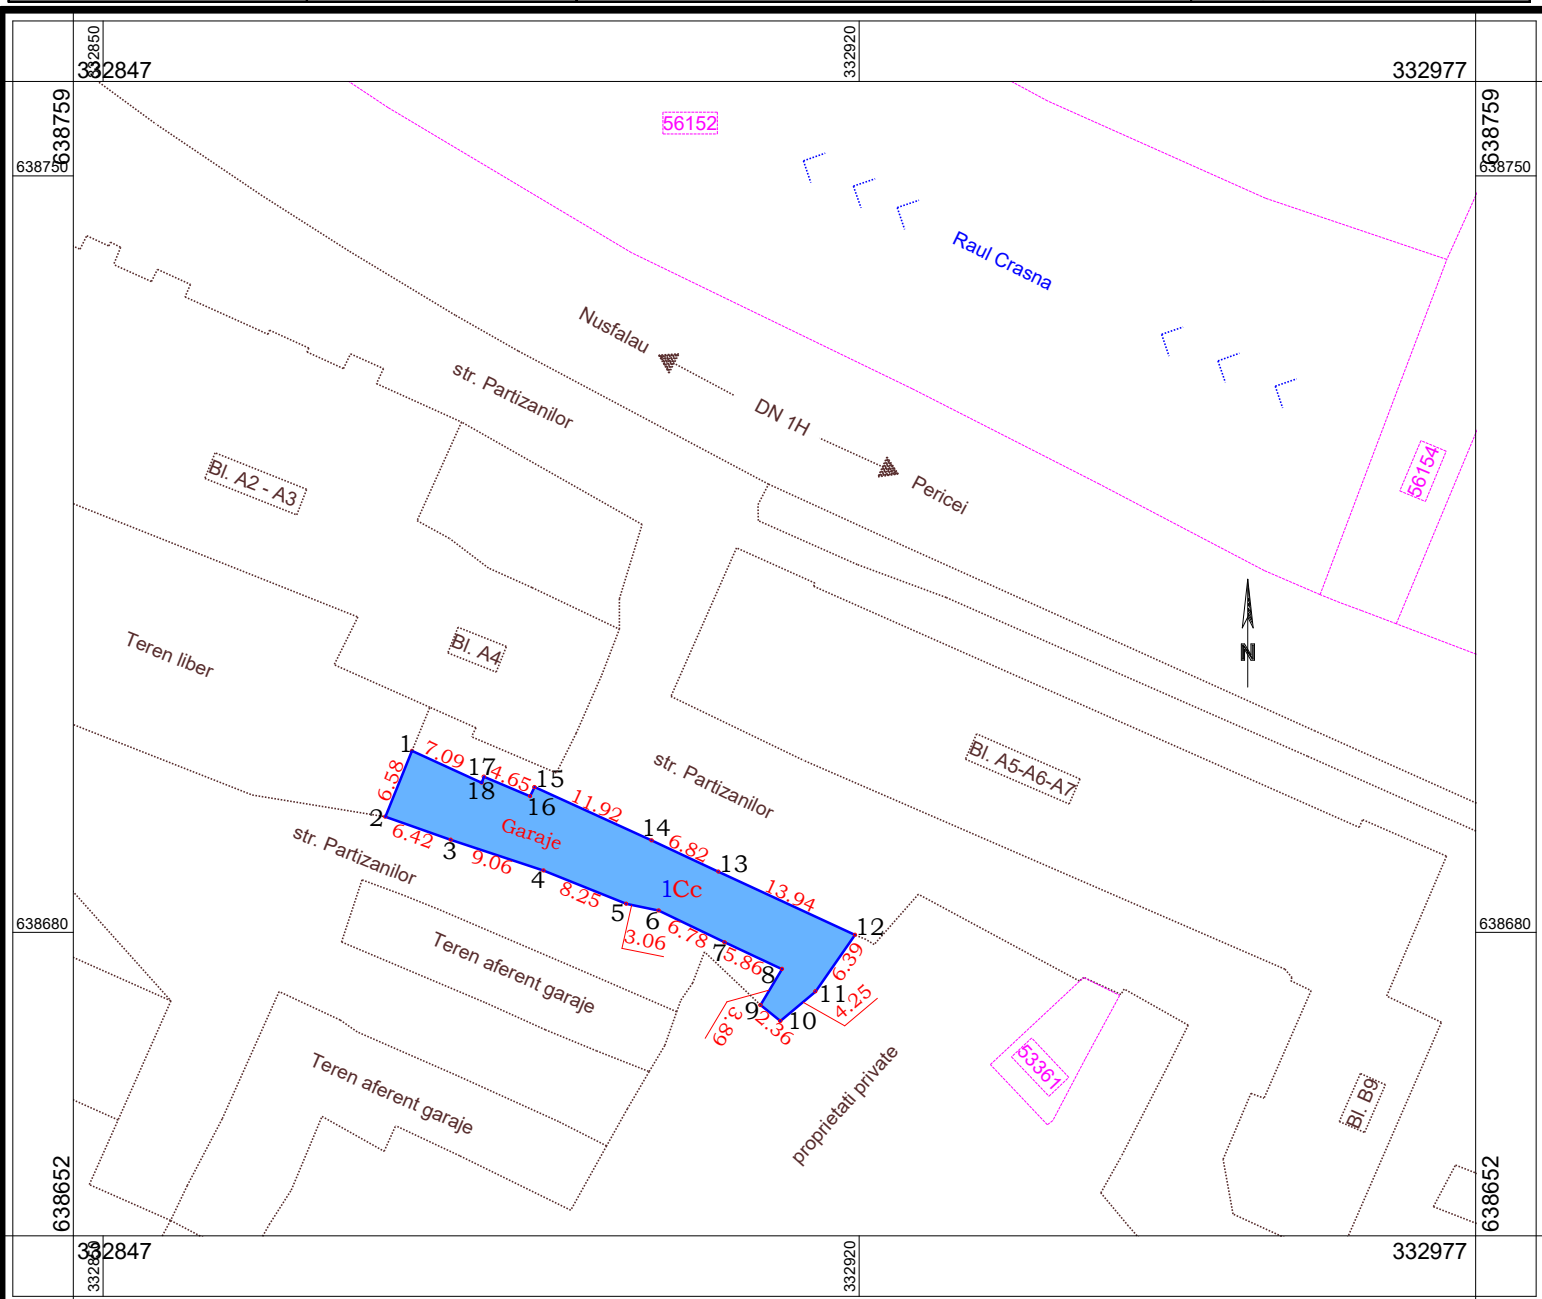 332850
332920
332847
332977
638759
638759
56152
638750
638750
Raul Crasna
Nusfalau
str. Partizanilor
DN 1H
Pericei
56154
Bl. A2 - A3
N
Teren liber
Bl. A4
1
7.09
17
4.65
15
6.58
18
16
11.92
str. Partizanilor
Bl. A5-A6-A7
2
6.42
Garaje
14
6.82
13
str. Partizanilor
3
9.06
4
8.25
1Cc
13.94
5
6
3.06
6.78
7
5.86
8
12
6.39
638680
638680
Teren aferent garaje
9
3.89
2.36
10
11
4.25
53361
Teren aferent garaje
proprietati private
Bl. B9
638652
638652
332847
332977
332920